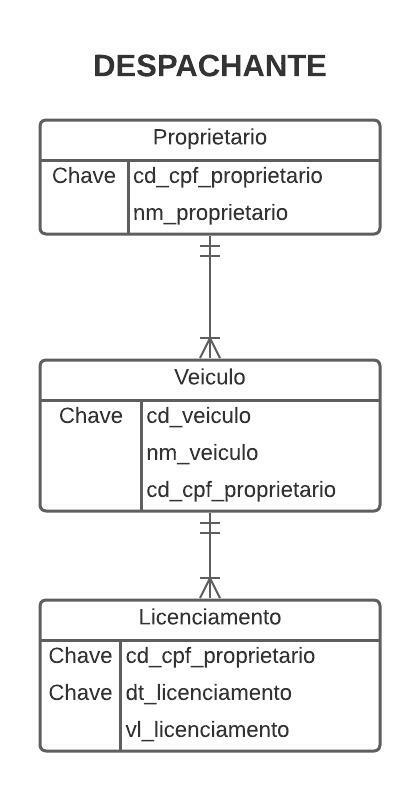 DESPACHANTE
Proprietario
Chave cd_cpf_proprietario
nm_proprietario
Veiculo
Chave cd_veiculo
nm_veiculo
cd_cpf_proprietario
Licenciamento
Chave cd_cpf_proprietario
Chave dt_licenciamento
vl_licenciamento